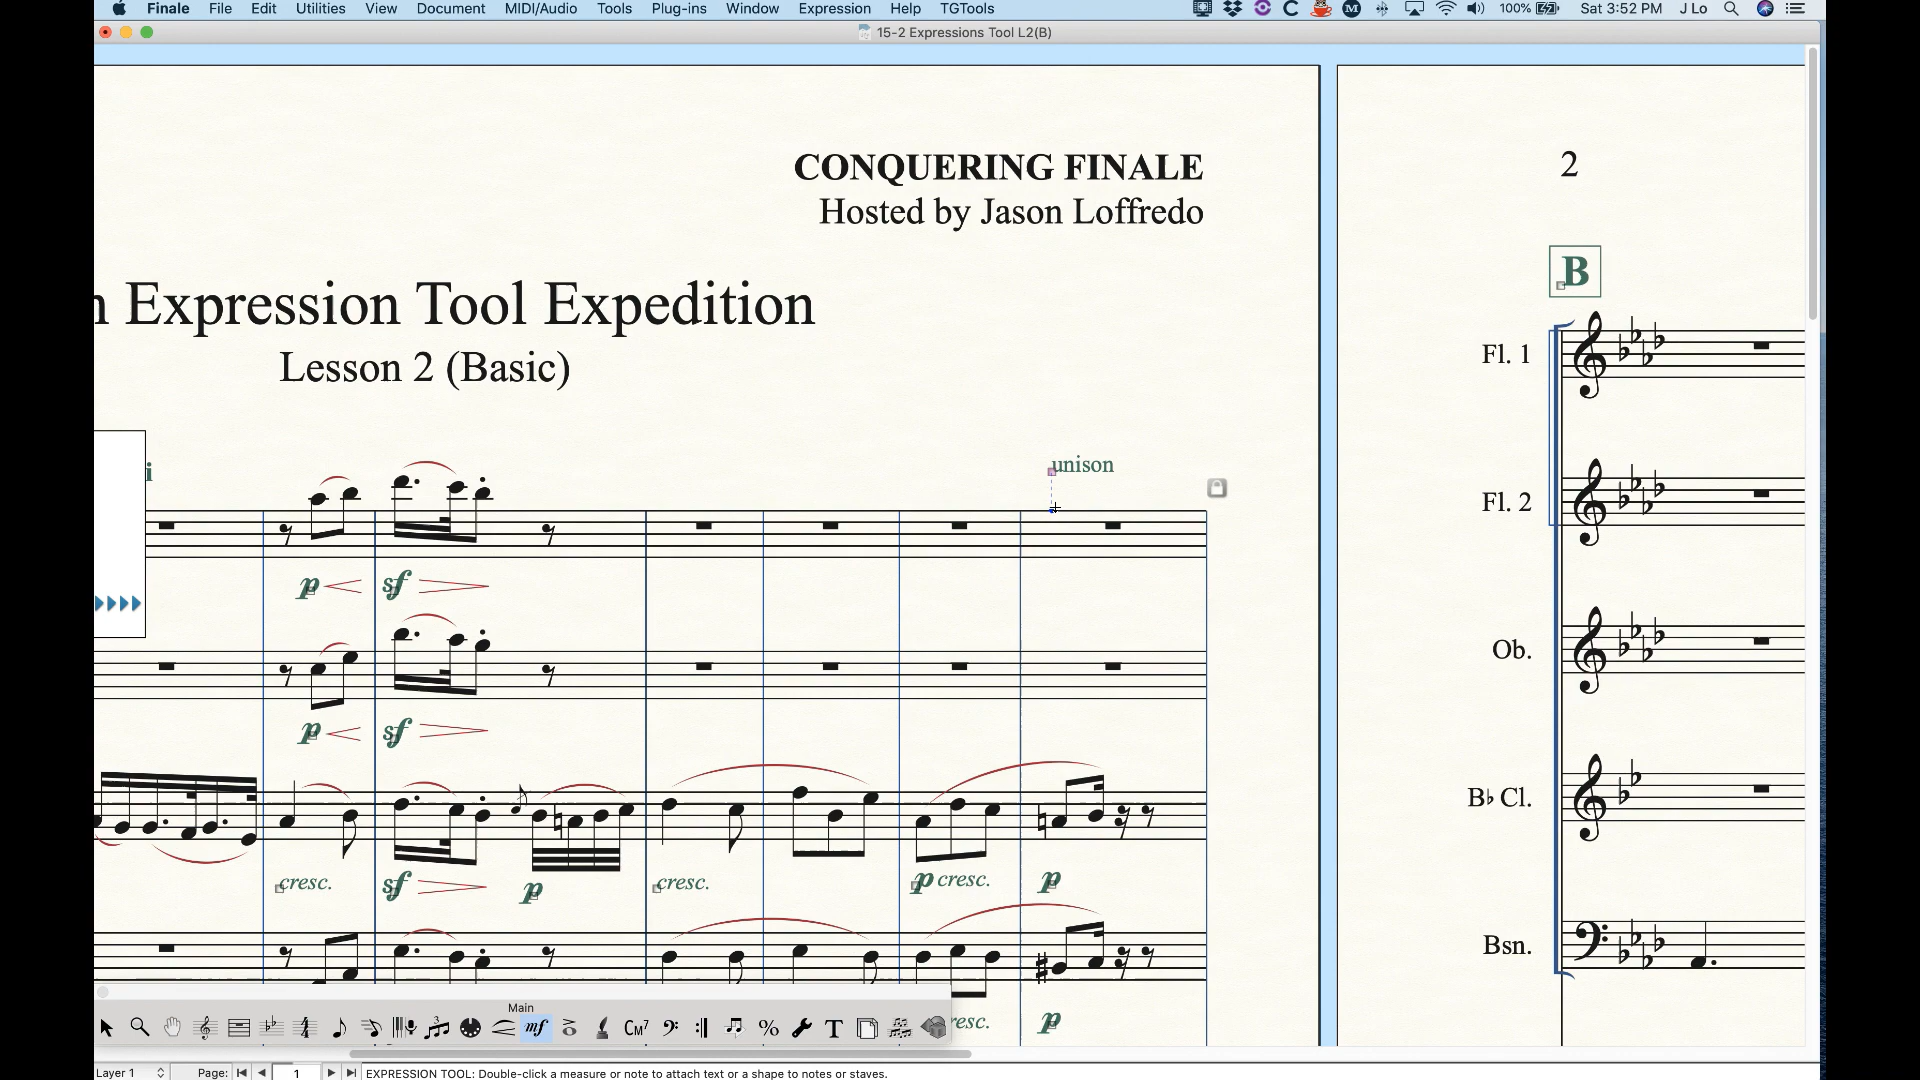 Finale File Edit Utilities View Document MIDI/Audio Tools Plug-ins Window Expression Help TGTools 100% Sat 3:52 PM J Lo
15-2 Expressions Tool L2(B)
CONQUERING FINALE
Hosted by Jason Loffredo
n Expression Tool Expedition
Lesson 2 (Basic)
i
unison
p sf
p sf
cresc. sf p cresc. p cresc. p
resc. p
2
B
Fl. 1
Fl. 2
Ob.
B♭ Cl.
Bsn.
Main
mf CM7 % T
Layer 1 Page: 1 EXPRESSION TOOL: Double-click a measure or note to attach text or a shape to notes or staves.